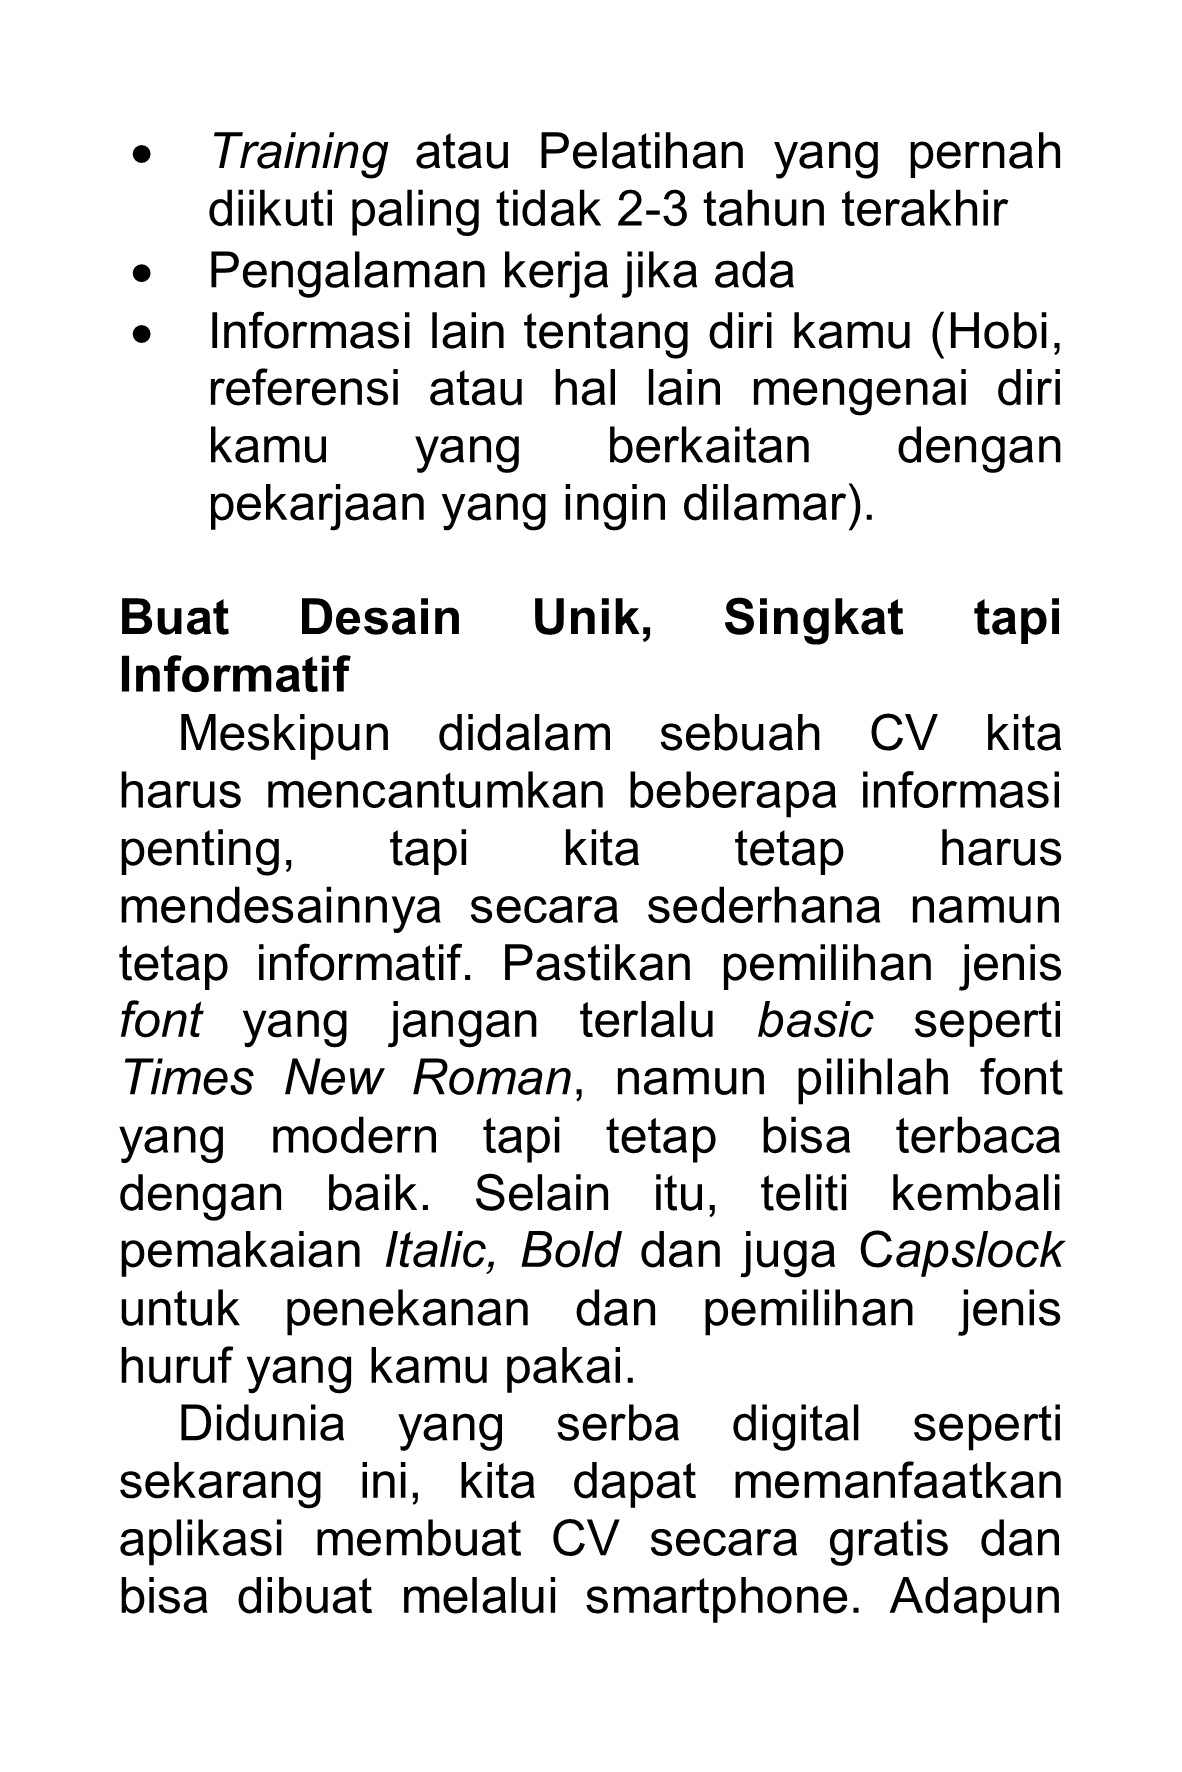 • Training atau Pelatihan yang pernah
diikuti paling tidak 2-3 tahun terakhir
• Pengalaman kerja jika ada
• Informasi lain tentang diri kamu (Hobi,
referensi atau hal lain mengenai diri
kamu yang berkaitan dengan
pekarjaan yang ingin dilamar).
Buat Desain Unik, Singkat tapi
Informatif
Meskipun didalam sebuah CV kita
harus mencantumkan beberapa informasi
penting, tapi kita tetap harus
mendesainnya secara sederhana namun
tetap informatif. Pastikan pemilihan jenis
font yang jangan terlalu basic seperti
Times New Roman, namun pilihlah font
yang modern tapi tetap bisa terbaca
dengan baik. Selain itu, teliti kembali
pemakaian Italic, Bold dan juga Capslock
untuk penekanan dan pemilihan jenis
huruf yang kamu pakai.
Didunia yang serba digital seperti
sekarang ini, kita dapat memanfaatkan
aplikasi membuat CV secara gratis dan
bisa dibuat melalui smartphone. Adapun